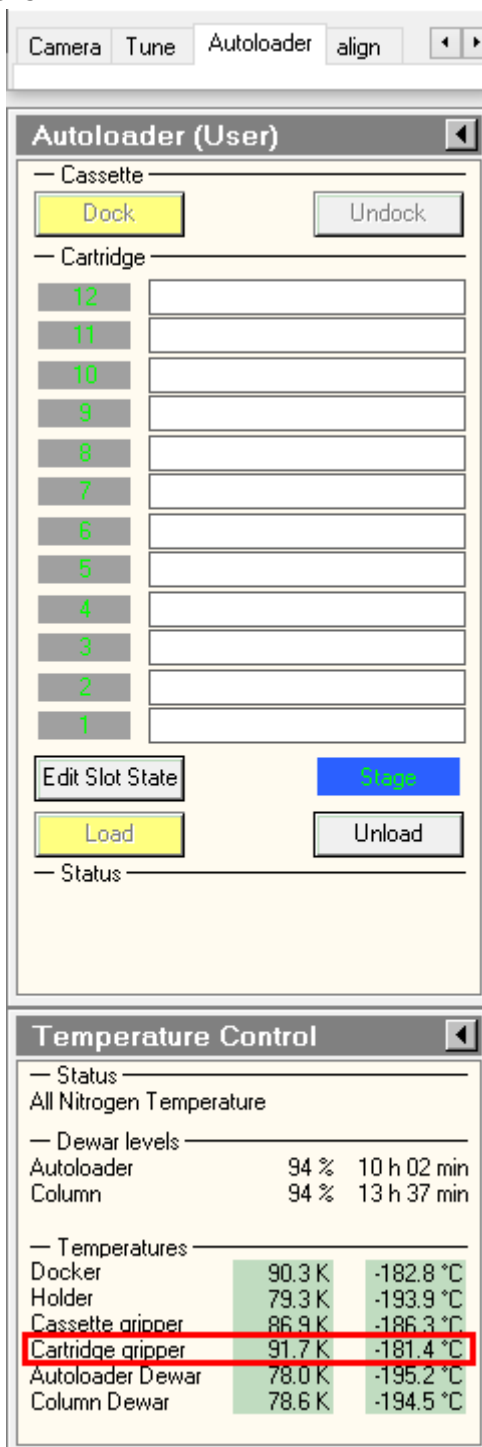 Camera Tune Autoloader align
Autoloader (User)
Cassette
Dock Undock
Cartridge
12
11
10
9
8
7
6
5
4
3
2
1
Edit Slot State Stage
Load Unload
Status
Temperature Control
Status
All Nitrogen Temperature
Dewar levels
Autoloader 94 % 10 h 02 min
Column 94 % 13 h 37 min
Temperatures
Docker 90.3 K -182.8 °C
Holder 79.3 K -193.9 °C
Cassette gripper 86.9 K -186.3 °C
Cartridge gripper 91.7 K -181.4 °C
Autoloader Dewar 78.0 K -195.2 °C
Column Dewar 78.6 K -194.5 °C